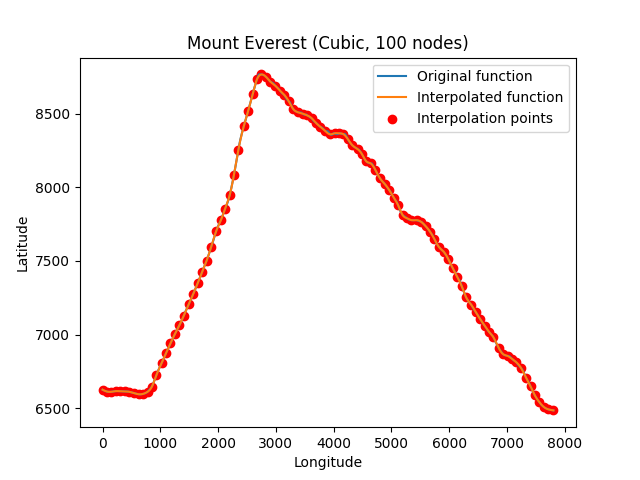 Mount Everest (Cubic, 100 nodes)
Original function
Interpolated function
Interpolation points
8500
8000
7500
7000
6500
Latitude
0 1000 2000 3000 4000 5000 6000 7000 8000
Longitude